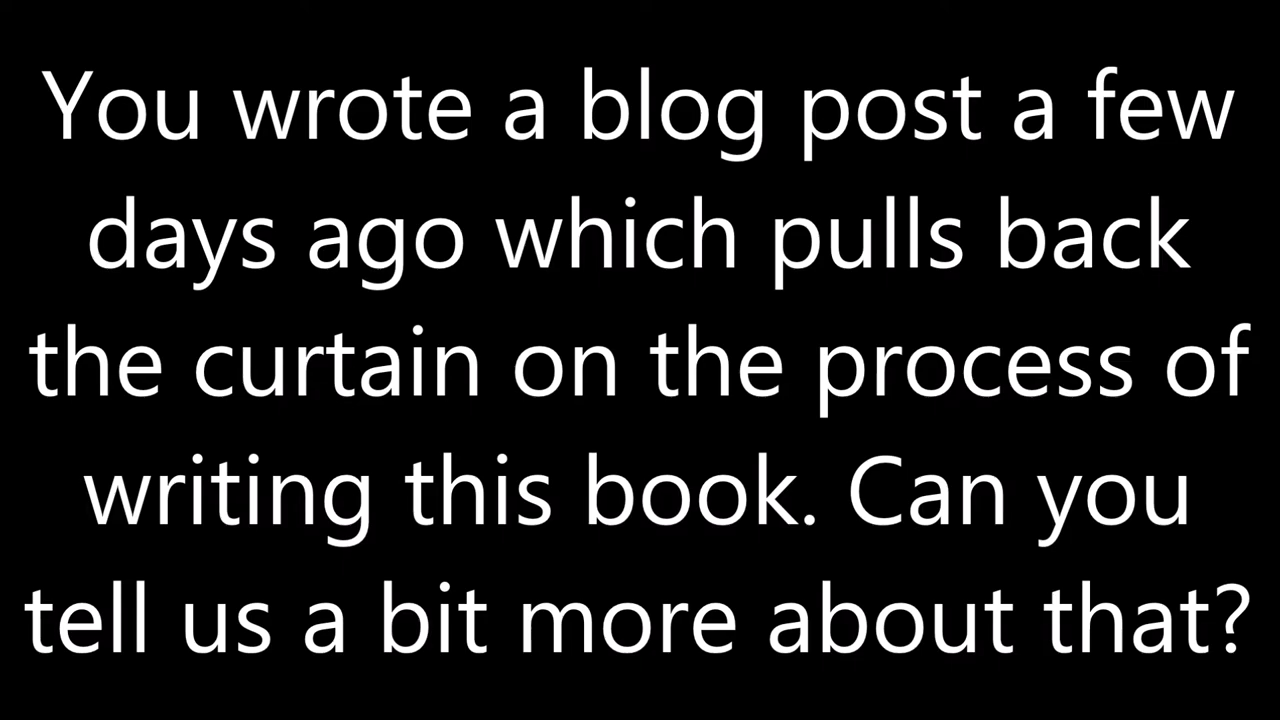 You wrote a blog post a few
days ago which pulls back
the curtain on the process of
writing this book. Can you
tell us a bit more about that?